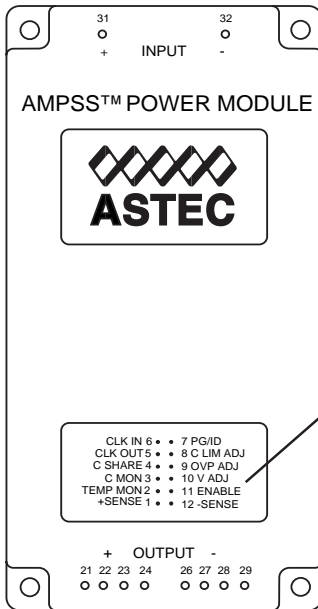 31 32
+ INPUT -
AMPSS™ POWER MODULE
ASTEC
CLK IN 6 • • 7 PG/ID
CLK OUT 5 • • 8 C LIM ADJ
C SHARE 4 • • 9 OVP ADJ
C MON 3 • • 10 V ADJ
TEMP MON 2 • • 11 ENABLE
+SENSE 1 • • 12 -SENSE
+ OUTPUT -
21 22 23 24 26 27 28 29